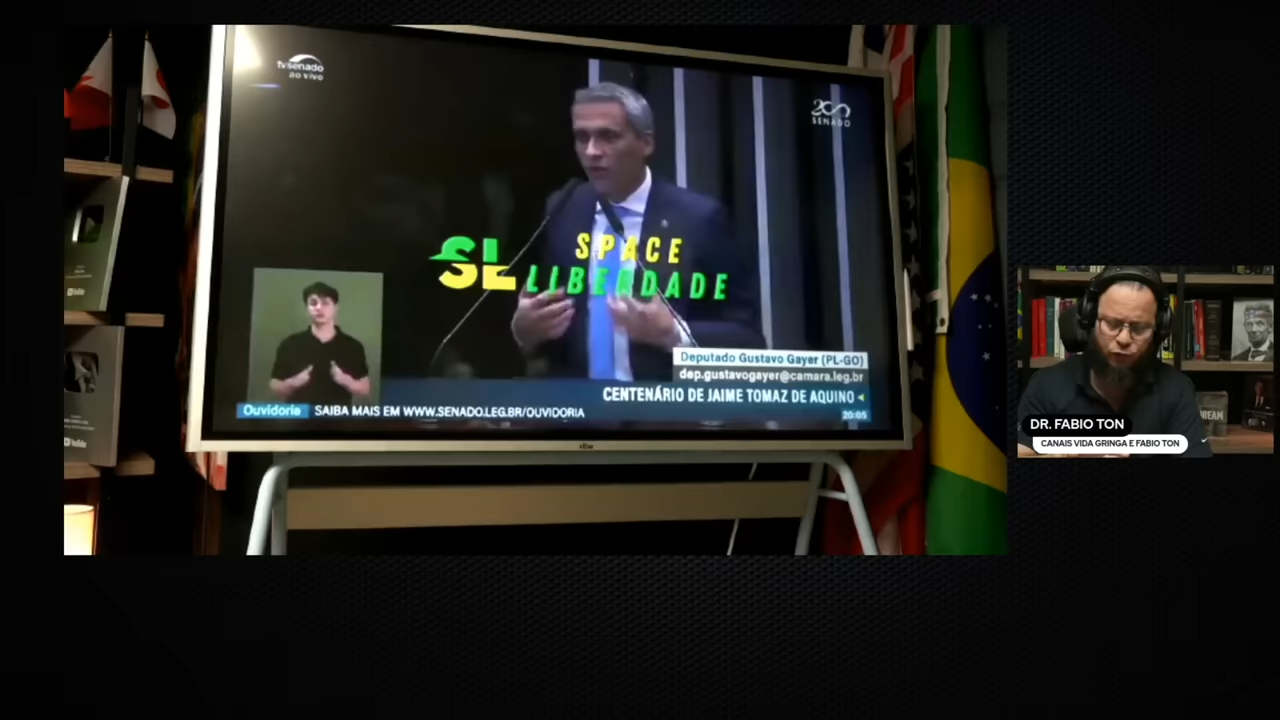 tvsenado
ao vivo
200
SENADO
SL
SPACE
LIBERDADE
Deputado Gustavo Gayer (PL-GO)
dep.gustavogayer@camara.leg.br
CENTENÁRIO DE JAIME TOMAZ DE AQUINO
Ouvidoria
SAIBA MAIS EM WWW.SENADO.LEG.BR/OUVIDORIA
20:05
DR. FABIO TON
CANAIS VIDA GRINGA E FABIO TON